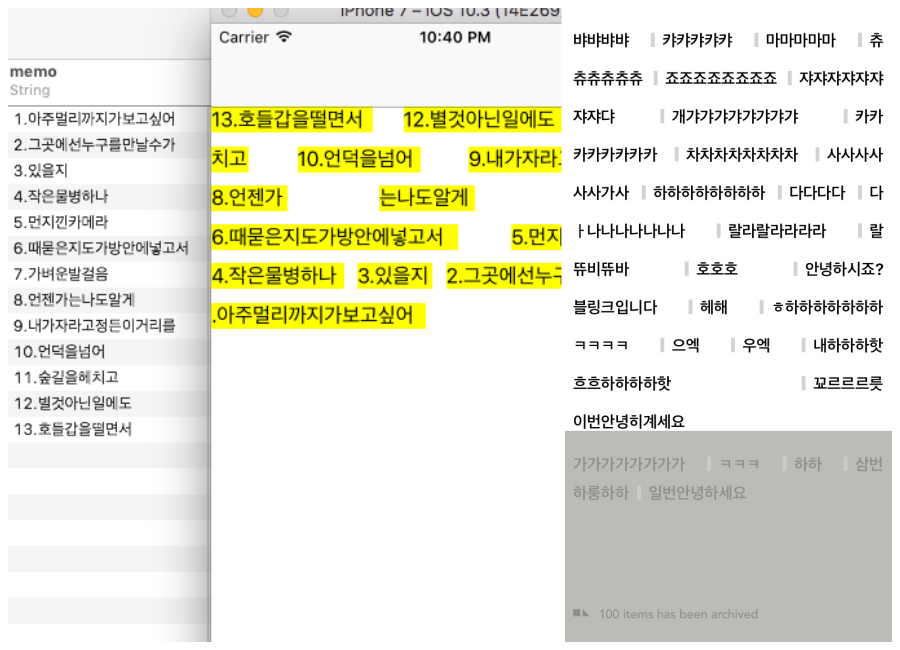 memo
String
1.아주멀리까지가보고싶어
2.그곳에선누구를만날수가
3.있을지
4.작은물병하나
5.먼지낀카메라
6.때묻은지도가방안에넣고서
7.가벼운발걸음
8.언젠가는나도알게
9.내가자라고정든이거리를
10.언덕을넘어
11.숲길을헤치고
12.별것아닌일에도
13.호들갑을떨면서
iPhone 7 – iOS 10.3 (14E269
Carrier 10:40 PM
13.호들갑을떨면서 12.별것아닌일에도
치고 10.언덕을넘어 9.내가자라
8.언젠가 는나도알게
6.때묻은지도가방안에넣고서 5.먼지
4.작은물병하나 3.있을지 2.그곳에선누구
.아주멀리까지가보고싶어
뱌뱌뱌뱌 캬캬캬캬캬 마마마마마 츄
츄츄츄츄츄 죠죠죠죠죠죠죠죠 쟈쟈쟈쟈쟈쟈
쟈쟈댜 개갸갸갸갸갸갸갸갸 카카
카카카카카카 차차차차차차차차 사사사사
사사가사 하하하하하하하하 다다다다 다
ㅏ나나나나나나나 랄라랄라라라라 랄
뜌비뜌바 호호호 안녕하시죠?
블링크입니다 헤해 ㅎ하하하하하하하
ㅋㅋㅋㅋ 으엑 우엑 내하하하핫
흐흐하하하하핫 꼬르르르륵
이번안녕히계세요
가가가가가가가가 ㅋㅋㅋ 하하 삼번
하룽하하 일번안녕하세요
100 items has been archived